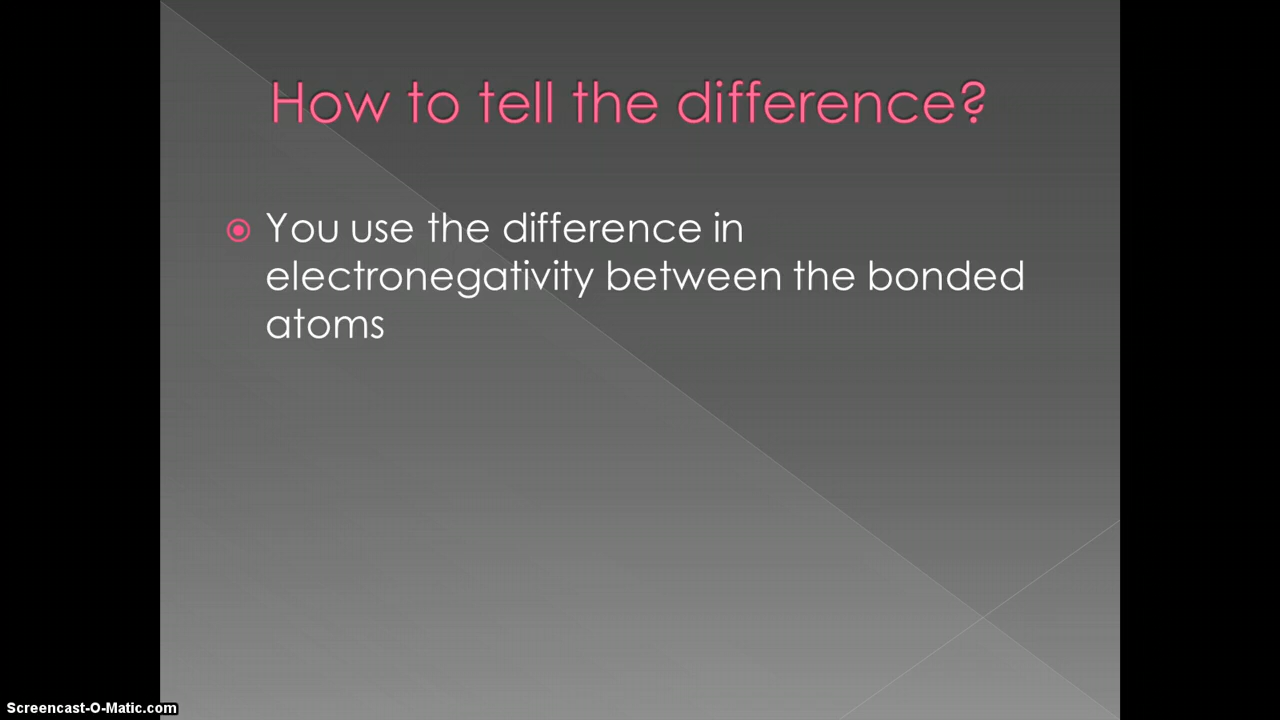 How to tell the difference?
You use the difference in
electronegativity between the bonded
atoms
Screencast-O-Matic.com